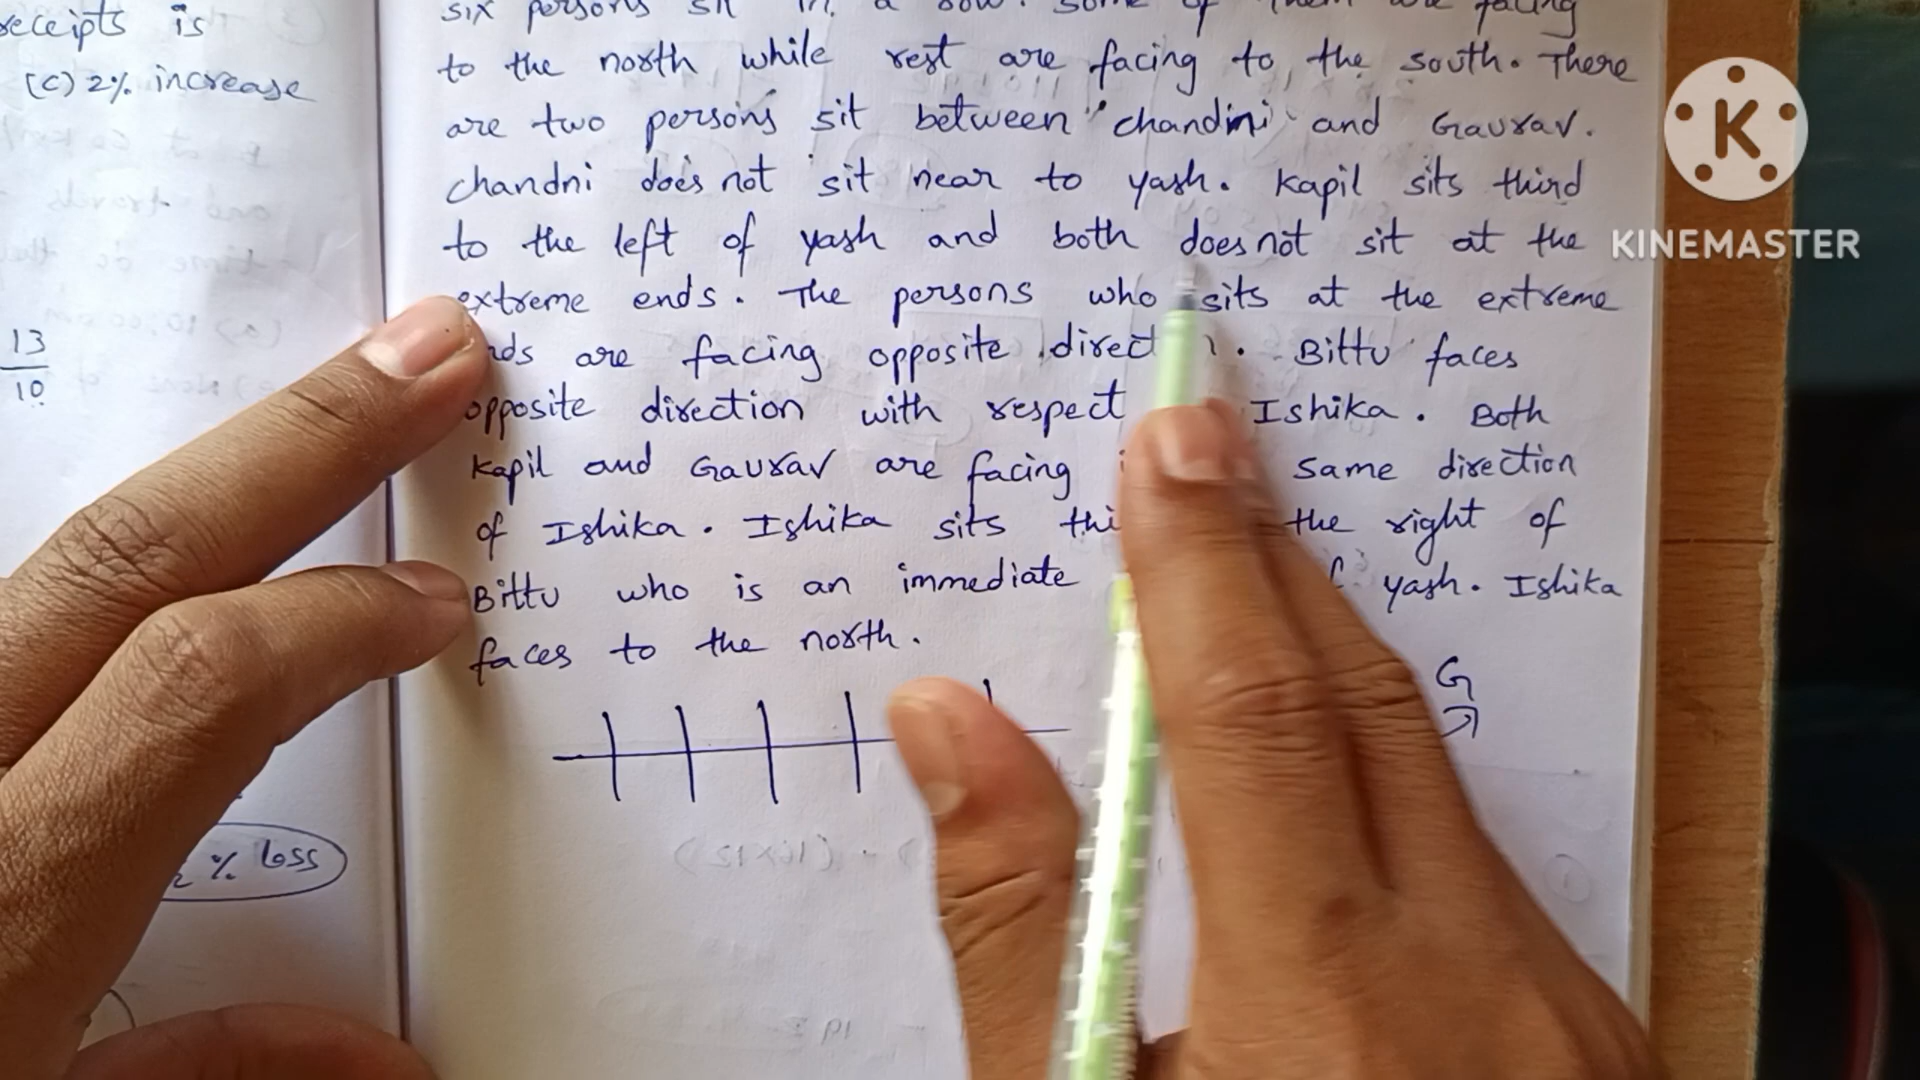 receipts is
(c) 2% increase
13
10
% loss
six persons sit in a row. Some of them are facing
to the north while rest are facing to the south. There
are two persons sit between chandini and Gaurav.
chandni does not sit near to yash. Kapil sits third
to the left of yash and both does not sit at the
extreme ends. The persons who sits at the extreme
are facing opposite Bittu faces
opposite direction with respect Ishika. Both
Kapil and Gaurav are facing same direction
of Ishika. Ishika sits the right of
Bittu who is an immediate yash. Ishika
faces to the north.
G
K
KINEMASTER